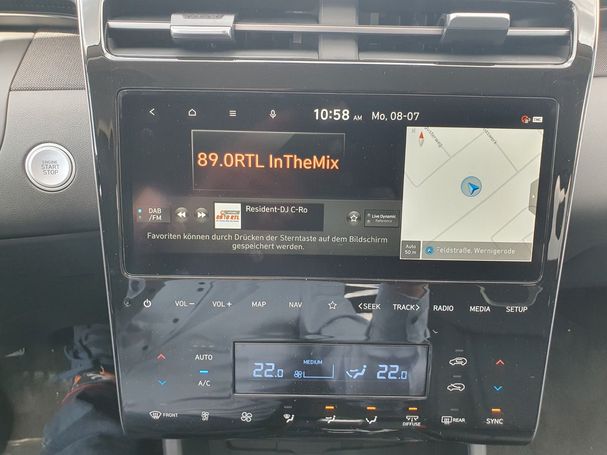 10:58 AM Mo, 08-07
89.0RTL InTheMix
ENGINE
START
STOP
DAB
/FM
Resident-DJ C-Ro
Live Dynamic
Favoriten können durch Drücken der Sterntaste auf dem Bildschirm
gespeichert werden.
Auto
50 m
Feldstraße, Wernigerode
VOL− VOL+ MAP NAV <SEEK TRACK> RADIO MEDIA SETUP
AUTO
A/C
MEDIUM
22.0 22.0
FRONT DIFFUSE REAR SYNC